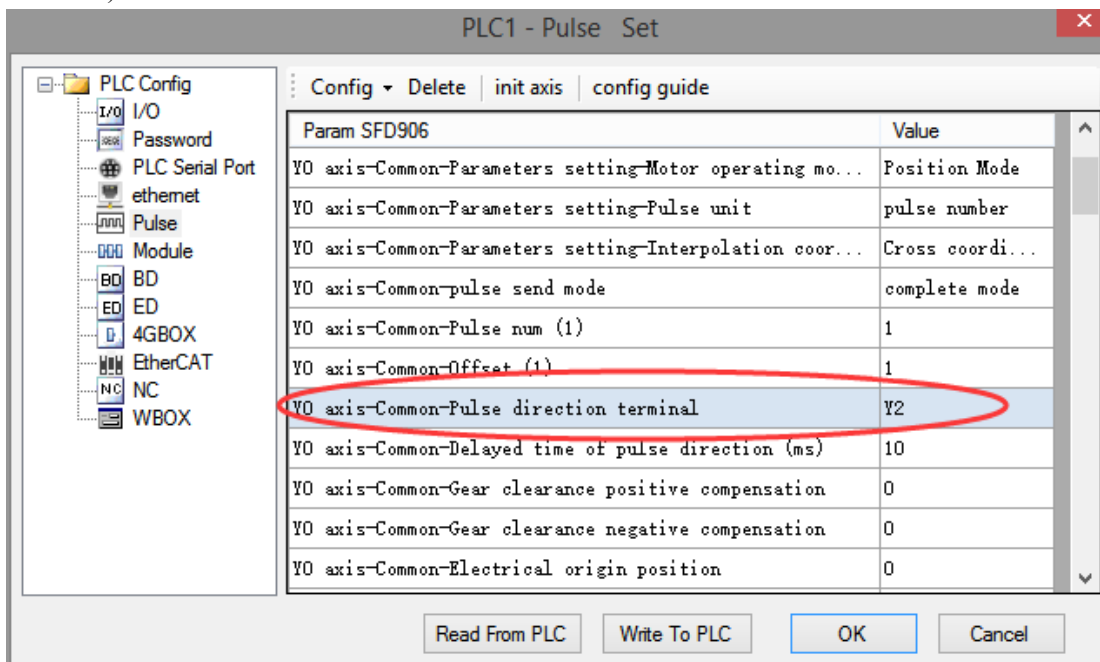 PLC1 - Pulse Set
PLC Config
I/O
Password
PLC Serial Port
ethernet
Pulse
Module
BD
ED
4GBOX
EtherCAT
NC
WBOX
Config Delete init axis config guide
Param SFD906 Value
Y0 axis-Common-Parameters setting-Motor operating mo... Position Mode
Y0 axis-Common-Parameters setting-Pulse unit pulse number
Y0 axis-Common-Parameters setting-Interpolation coor... Cross coordi...
Y0 axis-Common-pulse send mode complete mode
Y0 axis-Common-Pulse num (1) 1
Y0 axis-Common-Offset (1) 1
Y0 axis-Common-Pulse direction terminal Y2
Y0 axis-Common-Delayed time of pulse direction (ms) 10
Y0 axis-Common-Gear clearance positive compensation 0
Y0 axis-Common-Gear clearance negative compensation 0
Y0 axis-Common-Electrical origin position 0
Read From PLC Write To PLC OK Cancel